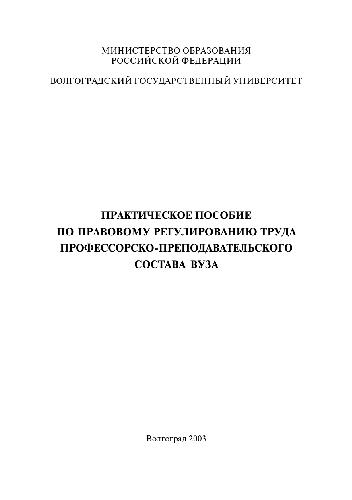 МИНИСТЕРСТВО ОБРАЗОВАНИЯ
РОССИЙСКОЙ ФЕДЕРАЦИИ
ВОЛГОГРАДСКИЙ ГОСУДАРСТВЕННЫЙ УНИВЕРСИТЕТ
ПРАКТИЧЕСКОЕ ПОСОБИЕ
ПО ПРАВОВОМУ РЕГУЛИРОВАНИЮ ТРУДА
ПРОФЕССОРСКО-ПРЕПОДАВАТЕЛЬСКОГО
СОСТАВА ВУЗА
Волгоград 2003